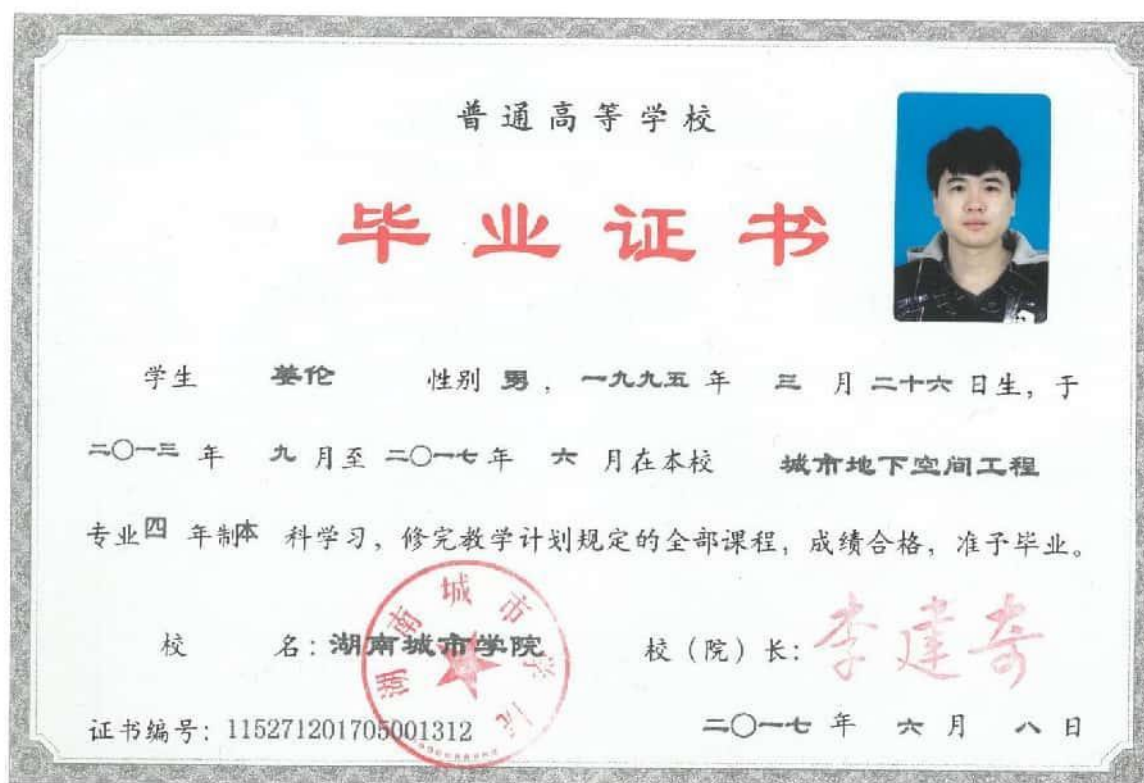 普通高等学校
毕业证书
学生 姜伦 性别 男，一九九五 年 三 月 二十六 日生，于
二〇一三 年 九 月至 二〇一七 年 六 月在本校 城市地下空间工程
专业四 年制本 科学习，修完教学计划规定的全部课程，成绩合格，准予毕业。
校 名：湖南城市学院 校（院）长：李建奇
湖南城市学院
证书编号：115271201705001312 二〇一七 年 六 月 八 日